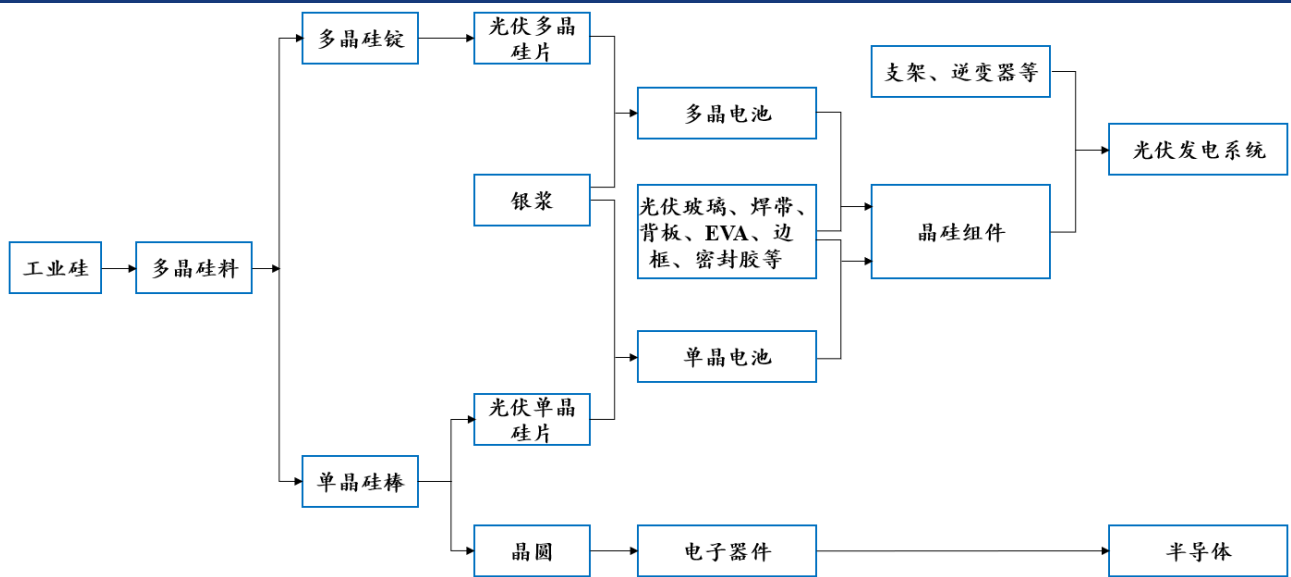 多晶硅锭
光伏多晶
硅片
支架、逆变器等
多晶电池
光伏发电系统
银浆
光伏玻璃、焊带、
背板、EVA、边
框、密封胶等
晶硅组件
工业硅
多晶硅料
单晶电池
光伏单晶
硅片
单晶硅棒
晶圆
电子器件
半导体